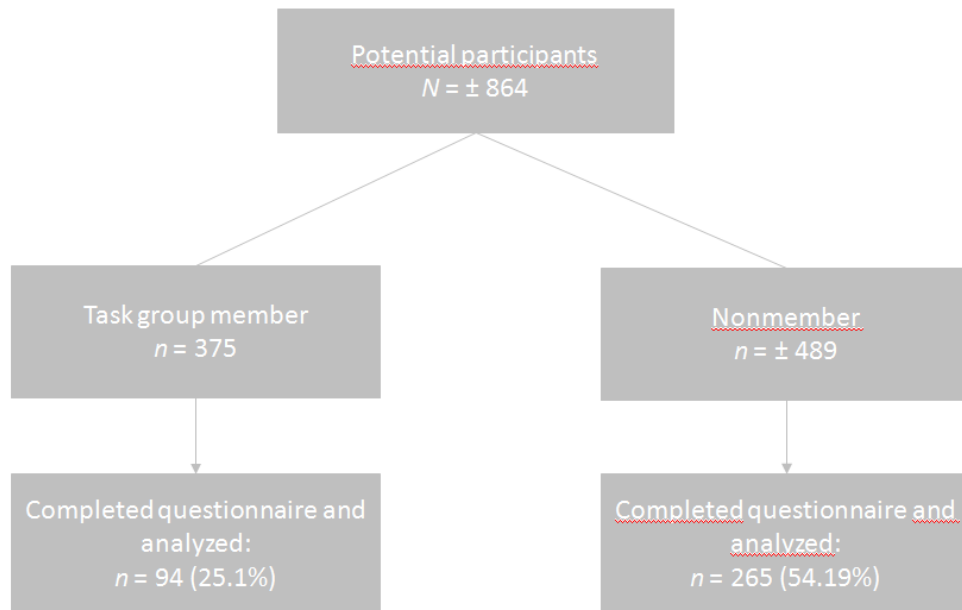 Potential participants
N = ± 864
Task group member
n = 375
Nonmember
n = ± 489
Completed questionnaire and
analyzed:
n = 94 (25.1%)
Completed questionnaire and
analyzed:
n = 265 (54.19%)